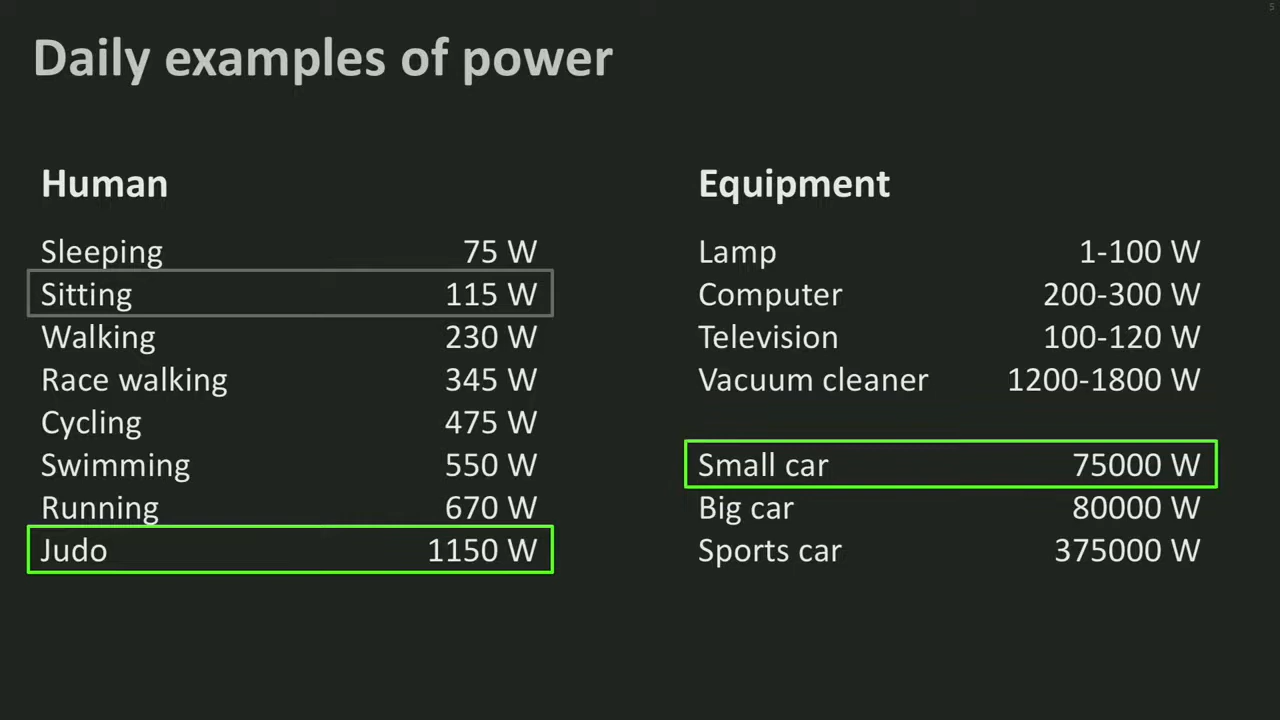 Daily examples of power
Human
Sleeping 75 W
Sitting 115 W
Walking 230 W
Race walking 345 W
Cycling 475 W
Swimming 550 W
Running 670 W
Judo 1150 W
Equipment
Lamp 1-100 W
Computer 200-300 W
Television 100-120 W
Vacuum cleaner 1200-1800 W
Small car 75000 W
Big car 80000 W
Sports car 375000 W